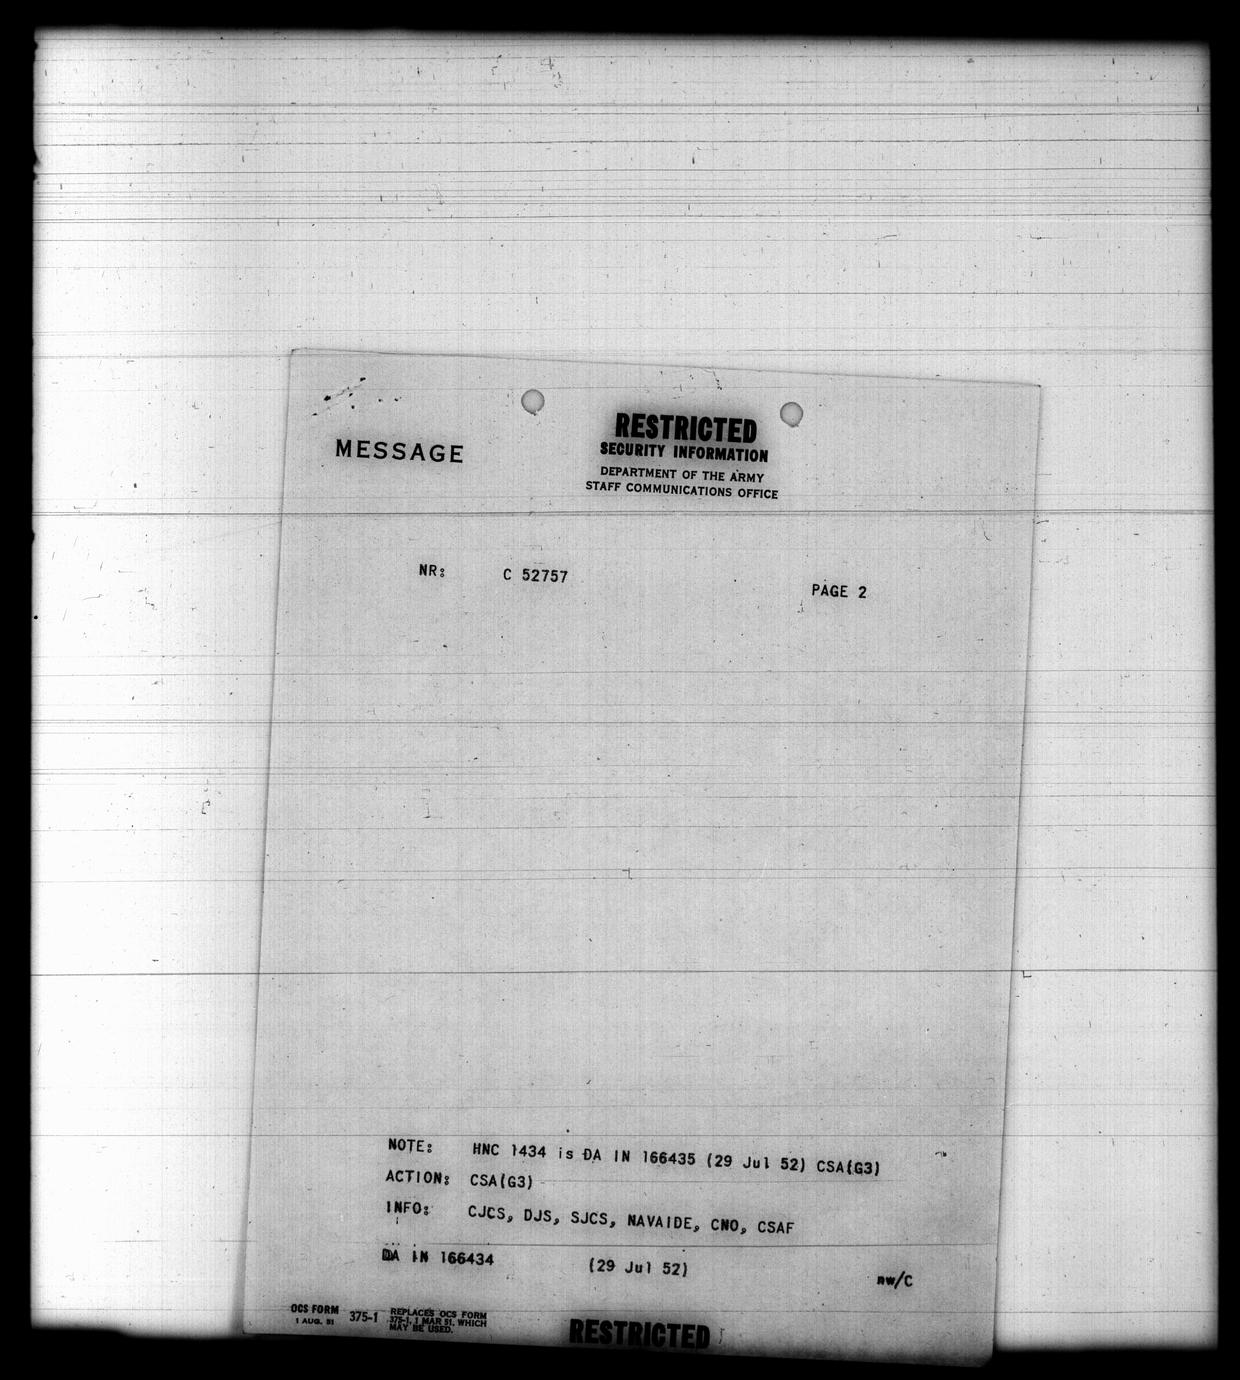 RESTRICTED
MESSAGE
SECURITY INFORMATION
DEPARTMENT OF THE ARMY
STAFF COMMUNICATIONS OFFICE
NR: C 52757
PAGE 2
NOTE: HNC 1434 is DA IN 166435 (29 Jul 52) CSA(G3)
ACTION: CSA(G3)
INFO: CJCS, DJS, SJCS, NAVAIDE, CNO, CSAF
DA IN 166434 (29 Jul 52)
nw/C
OCS FORM 375-1 REPLACES OCS FORM
1 AUG. 51 375-1, 1 MAR 51, WHICH
MAY BE USED.
RESTRICTED